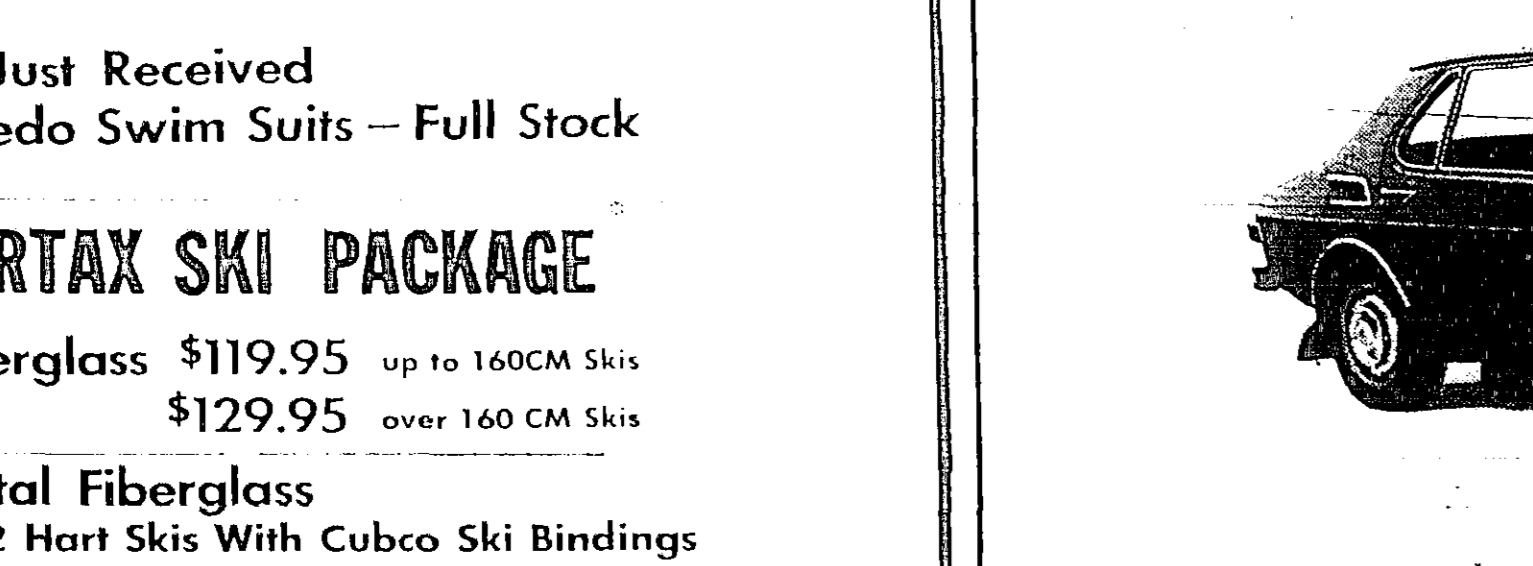 Just Received
edo Swim Suits – Full Stock
RTAX SKI PACKAGE
erglass $119.95 up to 160CM Skis
$129.95 over 160 CM Skis
tal Fiberglass
2 Hart Skis With Cubco Ski Bindings